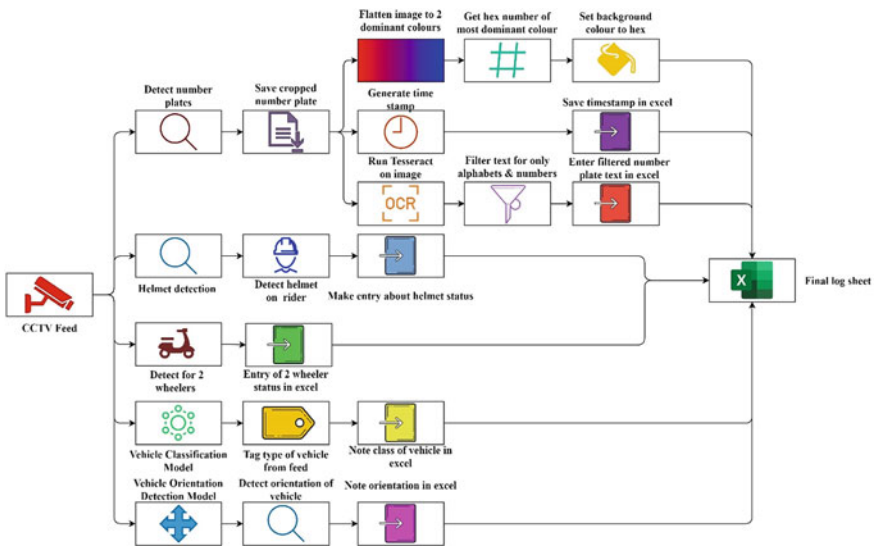 Flatten image to 2
dominant colours
Get hex number of
most dominant colour
Set background
colour to hex
Detect number
plates
Save cropped
number plate
Generate time
stamp
Save timestamp in excel
Run Tesseract
on image
OCR
Filter text for only
alphabets & numbers
Enter filtered number
plate text in excel
CCTV Feed
Helmet detection
Detect helmet
on rider
Make entry about helmet status
X
Final log sheet
Detect for 2
wheelers
Entry of 2 wheeler
status in excel
Vehicle Classification
Model
Tag type of vehicle
from feed
Note class of vehicle in
excel
Vehicle Orientation
Detection Model
Detect orientation of
vehicle
Note orientation in excel